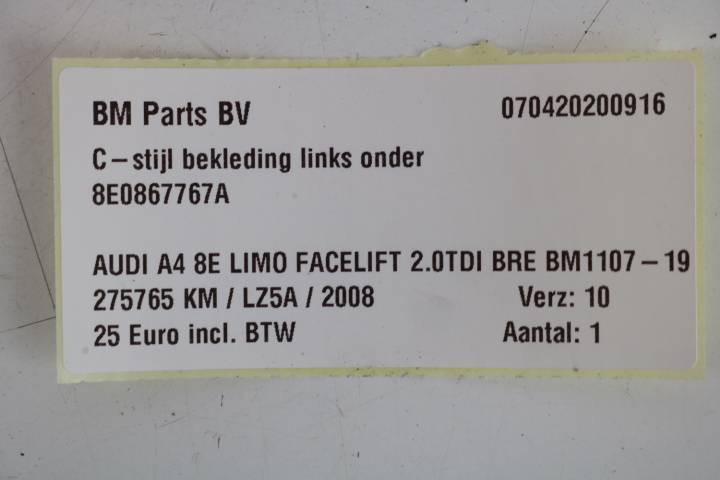 BM Parts BV 070420200916
C-stijl bekleding links onder
8E0867767A
AUDI A4 8E LIMO FACELIFT 2.0TDI BRE BM1107-19
275765 KM / LZ5A / 2008 Verz: 10
25 Euro incl. BTW Aantal: 1